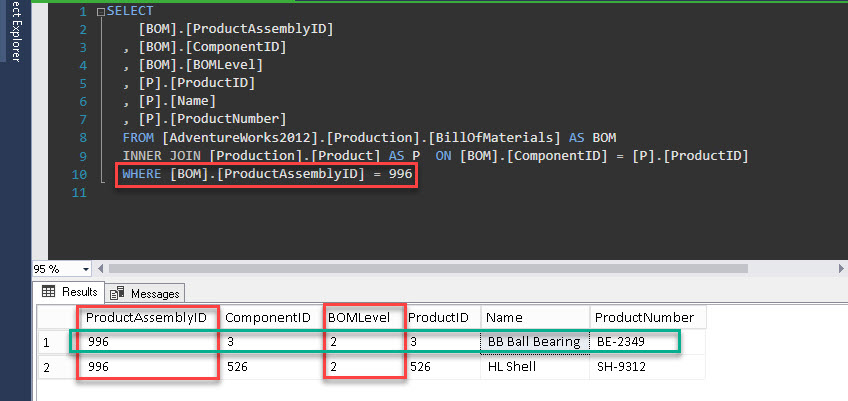 ct Explorer
1 SELECT
2 [BOM].[ProductAssemblyID]
3 , [BOM].[ComponentID]
4 , [BOM].[BOMLevel]
5 , [P].[ProductID]
6 , [P].[Name]
7 , [P].[ProductNumber]
8 FROM [AdventureWorks2012].[Production].[BillOfMaterials] AS BOM
9 INNER JOIN [Production].[Product] AS P ON [BOM].[ComponentID] = [P].[ProductID]
10 WHERE [BOM].[ProductAssemblyID] = 996
11
95 %
Results Messages
ProductAssemblyID ComponentID BOMLevel ProductID Name ProductNumber
1 996 3 2 3 BB Ball Bearing BE-2349
2 996 526 2 526 HL Shell SH-9312